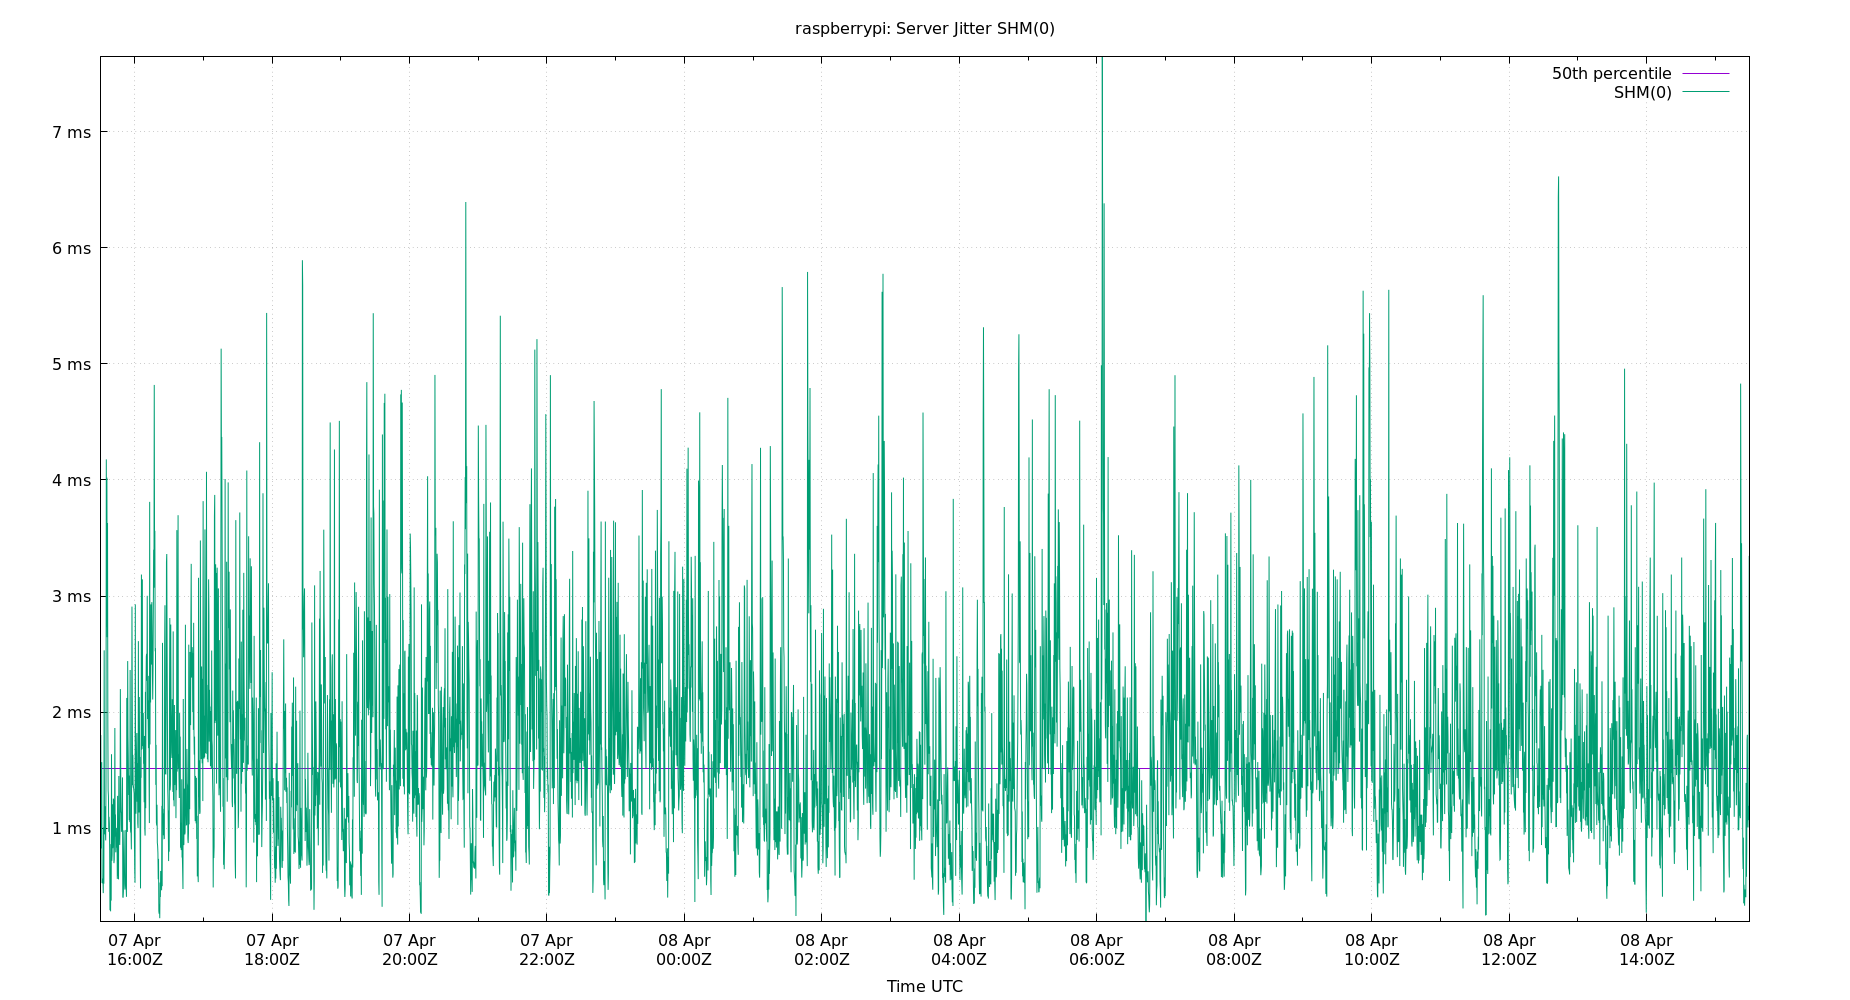 raspberrypi: Server Jitter SHM(0)
50th percentile
SHM(0)
7 ms
6 ms
5 ms
4 ms
3 ms
2 ms
1 ms
07 Apr 07 Apr 07 Apr 07 Apr 08 Apr 08 Apr 08 Apr 08 Apr 08 Apr 08 Apr 08 Apr 08 Apr
16:00Z 18:00Z 20:00Z 22:00Z 00:00Z 02:00Z 04:00Z 06:00Z 08:00Z 10:00Z 12:00Z 14:00Z
Time UTC